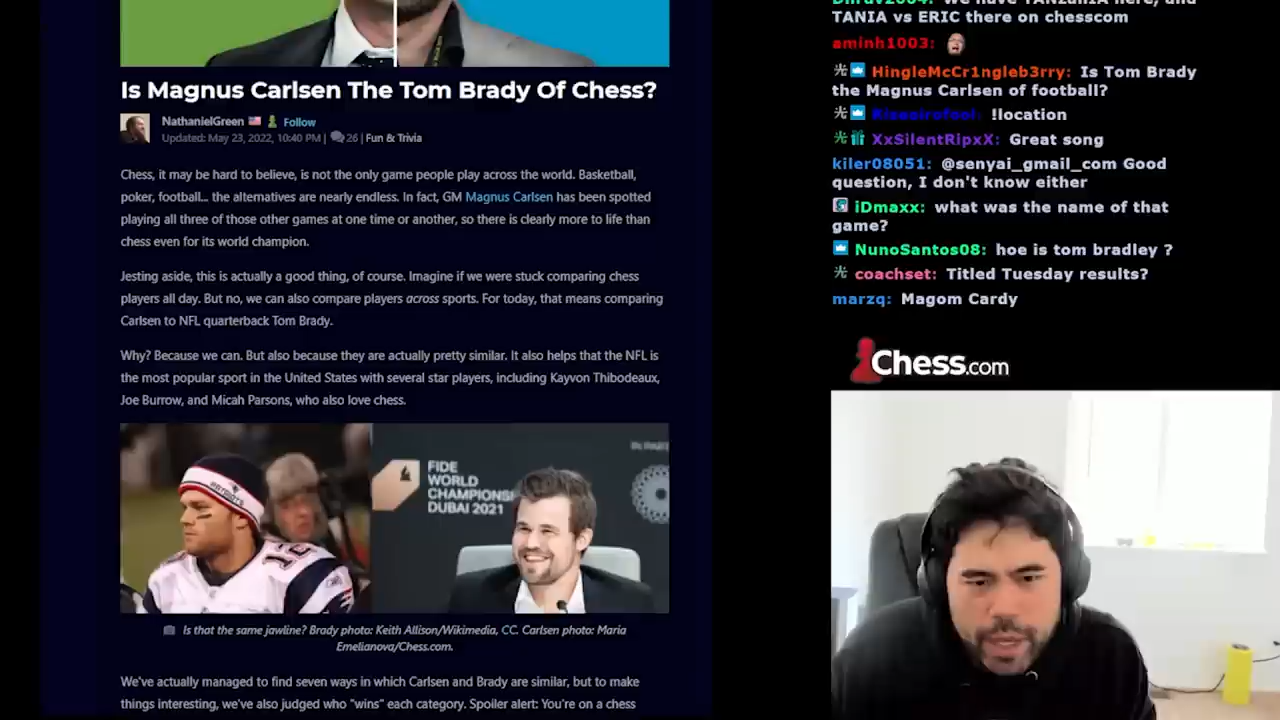 Is Magnus Carlsen The Tom Brady Of Chess?
NathanielGreen Follow
Updated: May 23, 2022, 10:40 PM | 26 | Fun & Trivia
Chess, it may be hard to believe, is not the only game people play across the world. Basketball,
poker, football... the alternatives are nearly endless. In fact, GM Magnus Carlsen has been spotted
playing all three of those other games at one time or another, so there is clearly more to life than
chess even for its world champion.
Jesting aside, this is actually a good thing, of course. Imagine if we were stuck comparing chess
players all day. But no, we can also compare players across sports. For today, that means comparing
Carlsen to NFL quarterback Tom Brady.
Why? Because we can. But also because they are actually pretty similar. It also helps that the NFL is
the most popular sport in the United States with several star players, including Kayvon Thibodeaux,
Joe Burrow, and Micah Parsons, who also love chess.
PATRIOTS
12
FIDE
WORLD
CHAMPIONS
DUBAI 2021
Is that the same jawline? Brady photo: Keith Allison/Wikimedia, CC. Carlsen photo: Maria
Emelianova/Chess.com.
We've actually managed to find seven ways in which Carlsen and Brady are similar, but to make
things interesting, we've also judged who "wins" each category. Spoiler alert: You're on a chess
TANIA vs ERIC there on chesscom
aminh1003:
HingleMcCr1ngleb3rry: Is Tom Brady
the Magnus Carlsen of football?
!location
XxSilentRipxX: Great song
kiler08051: @senyai_gmail_com Good
question, I don't know either
iDmaxx: what was the name of that
game?
NunoSantos08: hoe is tom bradley ?
coachset: Titled Tuesday results?
marzq: Magom Cardy
Chess.com